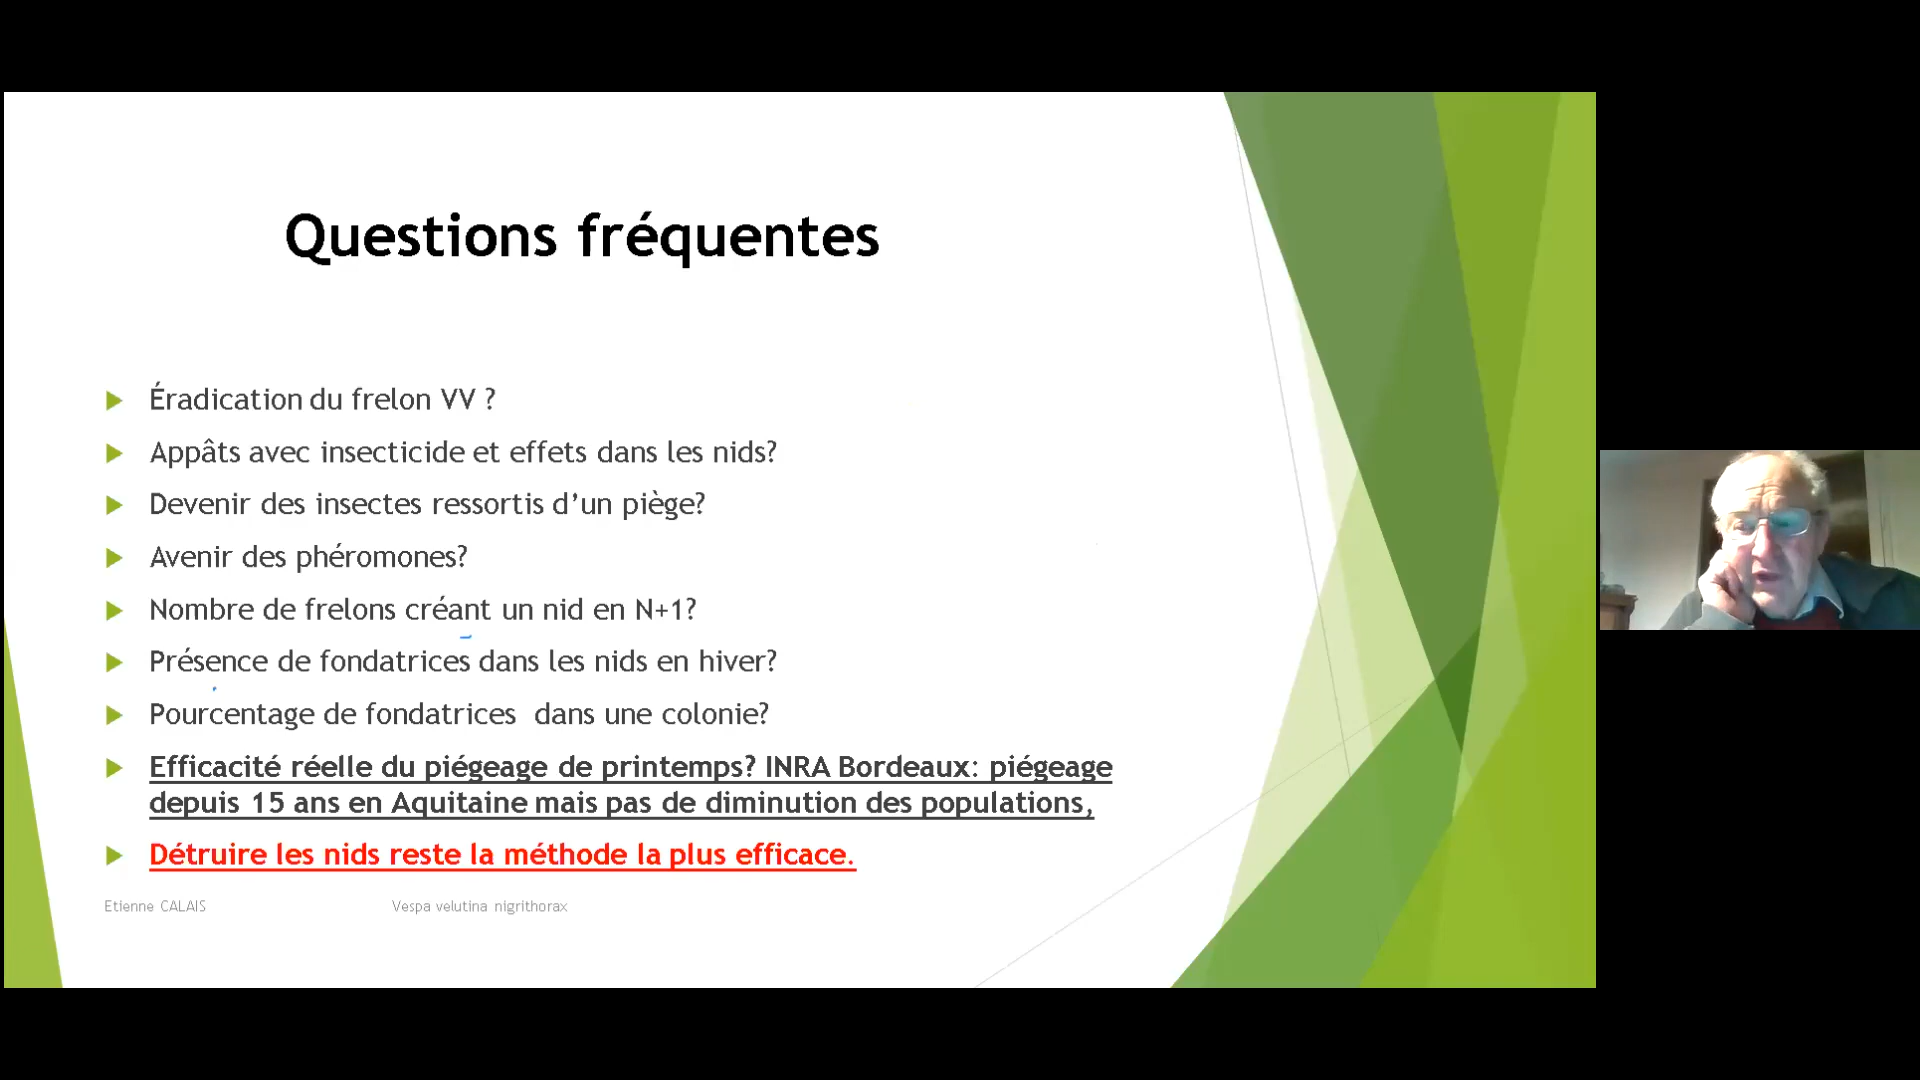 Questions fréquentes
Éradication du frelon VV ?
Appâts avec insecticide et effets dans les nids?
Devenir des insectes ressortis d’un piège?
Avenir des phéromones?
Nombre de frelons créant un nid en N+1?
Présence de fondatrices dans les nids en hiver?
Pourcentage de fondatrices dans une colonie?
Efficacité réelle du piégeage de printemps? INRA Bordeaux: piégeage
depuis 15 ans en Aquitaine mais pas de diminution des populations,
Détruire les nids reste la méthode la plus efficace.
Etienne CALAIS Vespa velutina nigrithorax